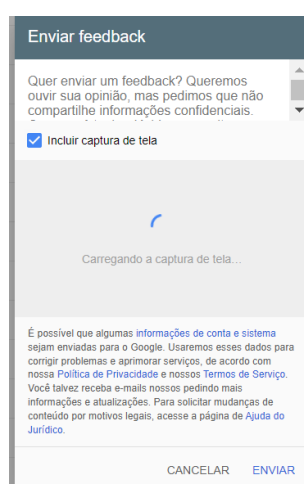 Enviar feedback
Quer enviar um feedback? Queremos
ouvir sua opinião, mas pedimos que não
compartilhe informações confidenciais.
Incluir captura de tela
Carregando a captura de tela...
É possível que algumas informações de conta e sistema
sejam enviadas para o Google. Usaremos esses dados para
corrigir problemas e aprimorar serviços, de acordo com
nossa Política de Privacidade e nossos Termos de Serviço.
Você talvez receba e-mails nossos pedindo mais
informações e atualizações. Para solicitar mudanças de
conteúdo por motivos legais, acesse a página de Ajuda do
Jurídico.
CANCELAR ENVIAR